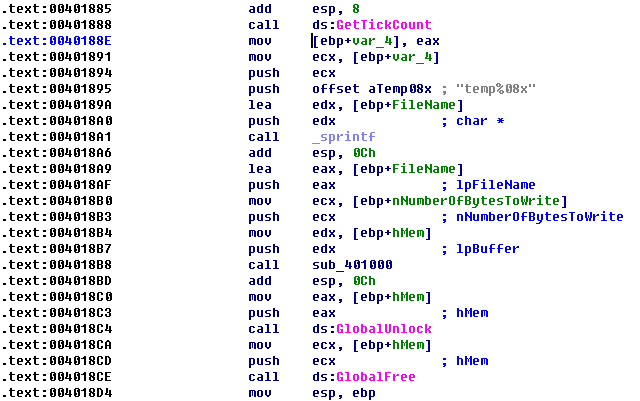 .text:00401885 add esp, 8
.text:00401888 call ds:GetTickCount
.text:0040188E mov [ebp+var_4], eax
.text:00401891 mov ecx, [ebp+var_4]
.text:00401894 push ecx
.text:00401895 push offset aTemp08x ; "temp%08x"
.text:0040189A lea edx, [ebp+FileName]
.text:004018A0 push edx ; char *
.text:004018A1 call _sprintf
.text:004018A6 add esp, 0Ch
.text:004018A9 lea eax, [ebp+FileName]
.text:004018AF push eax ; lpFileName
.text:004018B0 mov ecx, [ebp+nNumberOfBytesToWrite]
.text:004018B3 push ecx ; nNumberOfBytesToWrite
.text:004018B4 mov edx, [ebp+hMem]
.text:004018B7 push edx ; lpBuffer
.text:004018B8 call sub_401000
.text:004018BD add esp, 0Ch
.text:004018C0 mov eax, [ebp+hMem]
.text:004018C3 push eax ; hMem
.text:004018C4 call ds:GlobalUnlock
.text:004018CA mov ecx, [ebp+hMem]
.text:004018CD push ecx ; hMem
.text:004018CE call ds:GlobalFree
.text:004018D4 mov esp, ebp